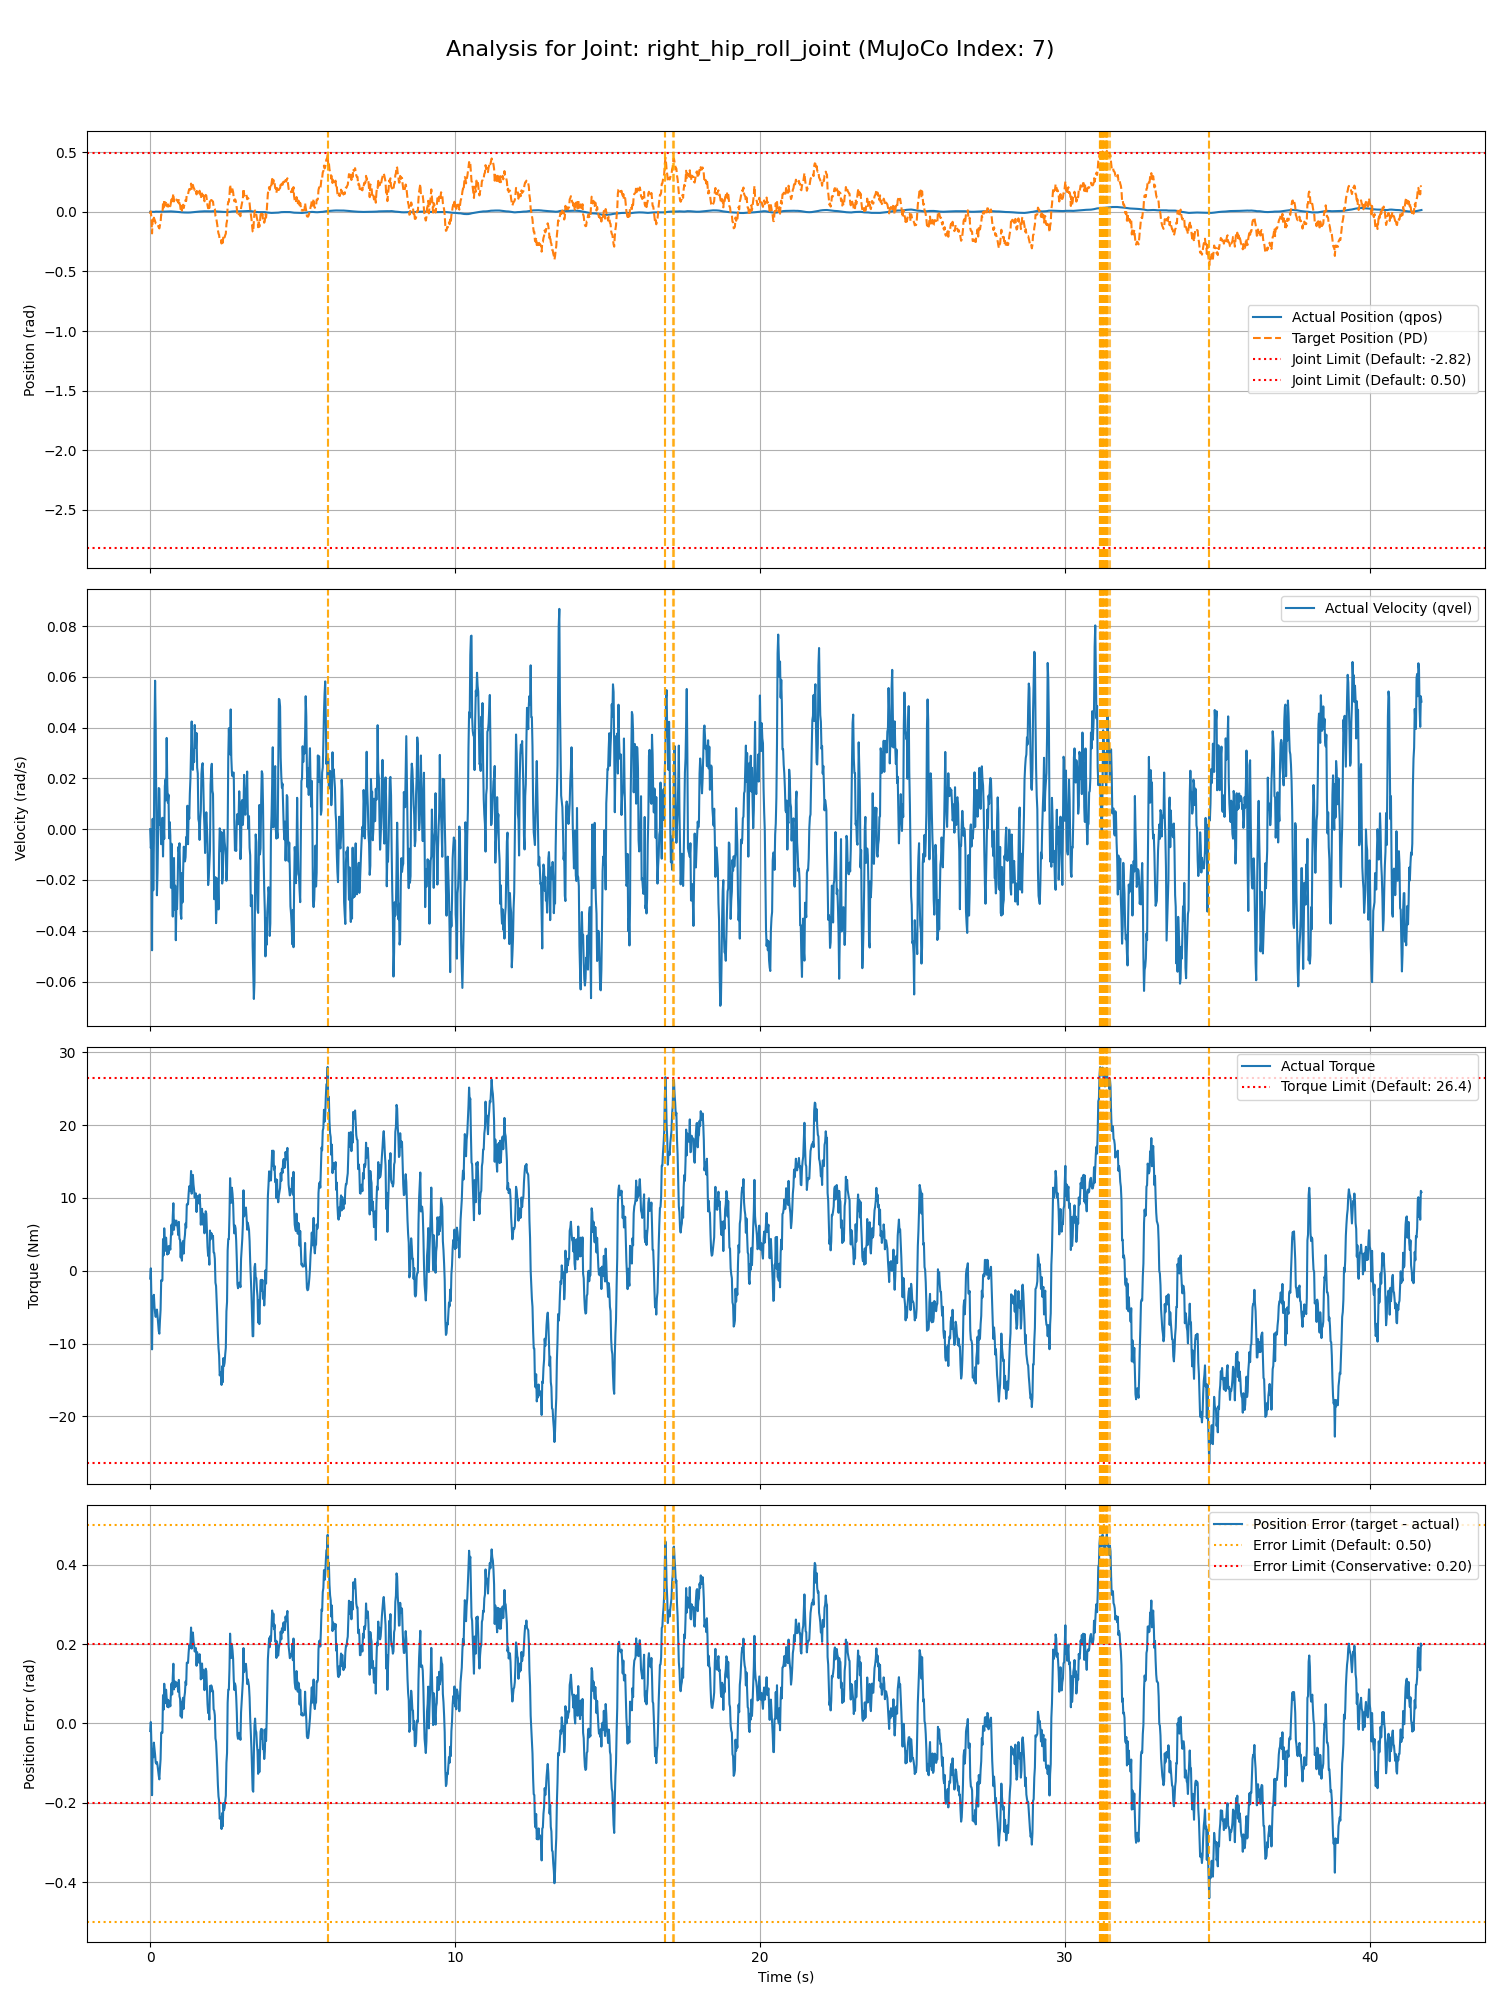 Analysis for Joint: right_hip_roll_joint (MuJoCo Index: 7)
0.5
0.0
−0.5
−1.0
−1.5
−2.0
−2.5
Position (rad)
Actual Position (qpos)
Target Position (PD)
Joint Limit (Default: -2.82)
Joint Limit (Default: 0.50)
0.08
0.06
0.04
0.02
0.00
−0.02
−0.04
−0.06
Velocity (rad/s)
Actual Velocity (qvel)
30
20
10
0
−10
−20
Torque (Nm)
Actual Torque
Torque Limit (Default: 26.4)
0.4
0.2
0.0
−0.2
−0.4
Position Error (rad)
Position Error (target - actual)
Error Limit (Default: 0.50)
Error Limit (Conservative: 0.20)
0 10 20 30 40
Time (s)